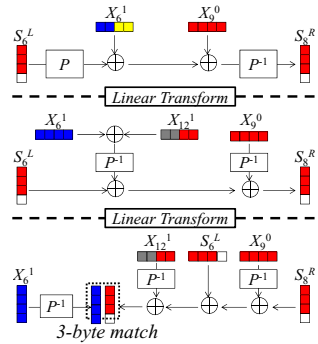 S₆ᴸ X₆¹ X₉⁰ S₈ᴿ
P P⁻¹
Linear Transform
X₆¹ X₁₂¹ X₉⁰
S₆ᴸ P⁻¹ P⁻¹ S₈ᴿ
Linear Transform
X₁₂¹ S₆ᴸ X₉⁰
X₆¹ P⁻¹ P⁻¹ P⁻¹ S₈ᴿ
3-byte match